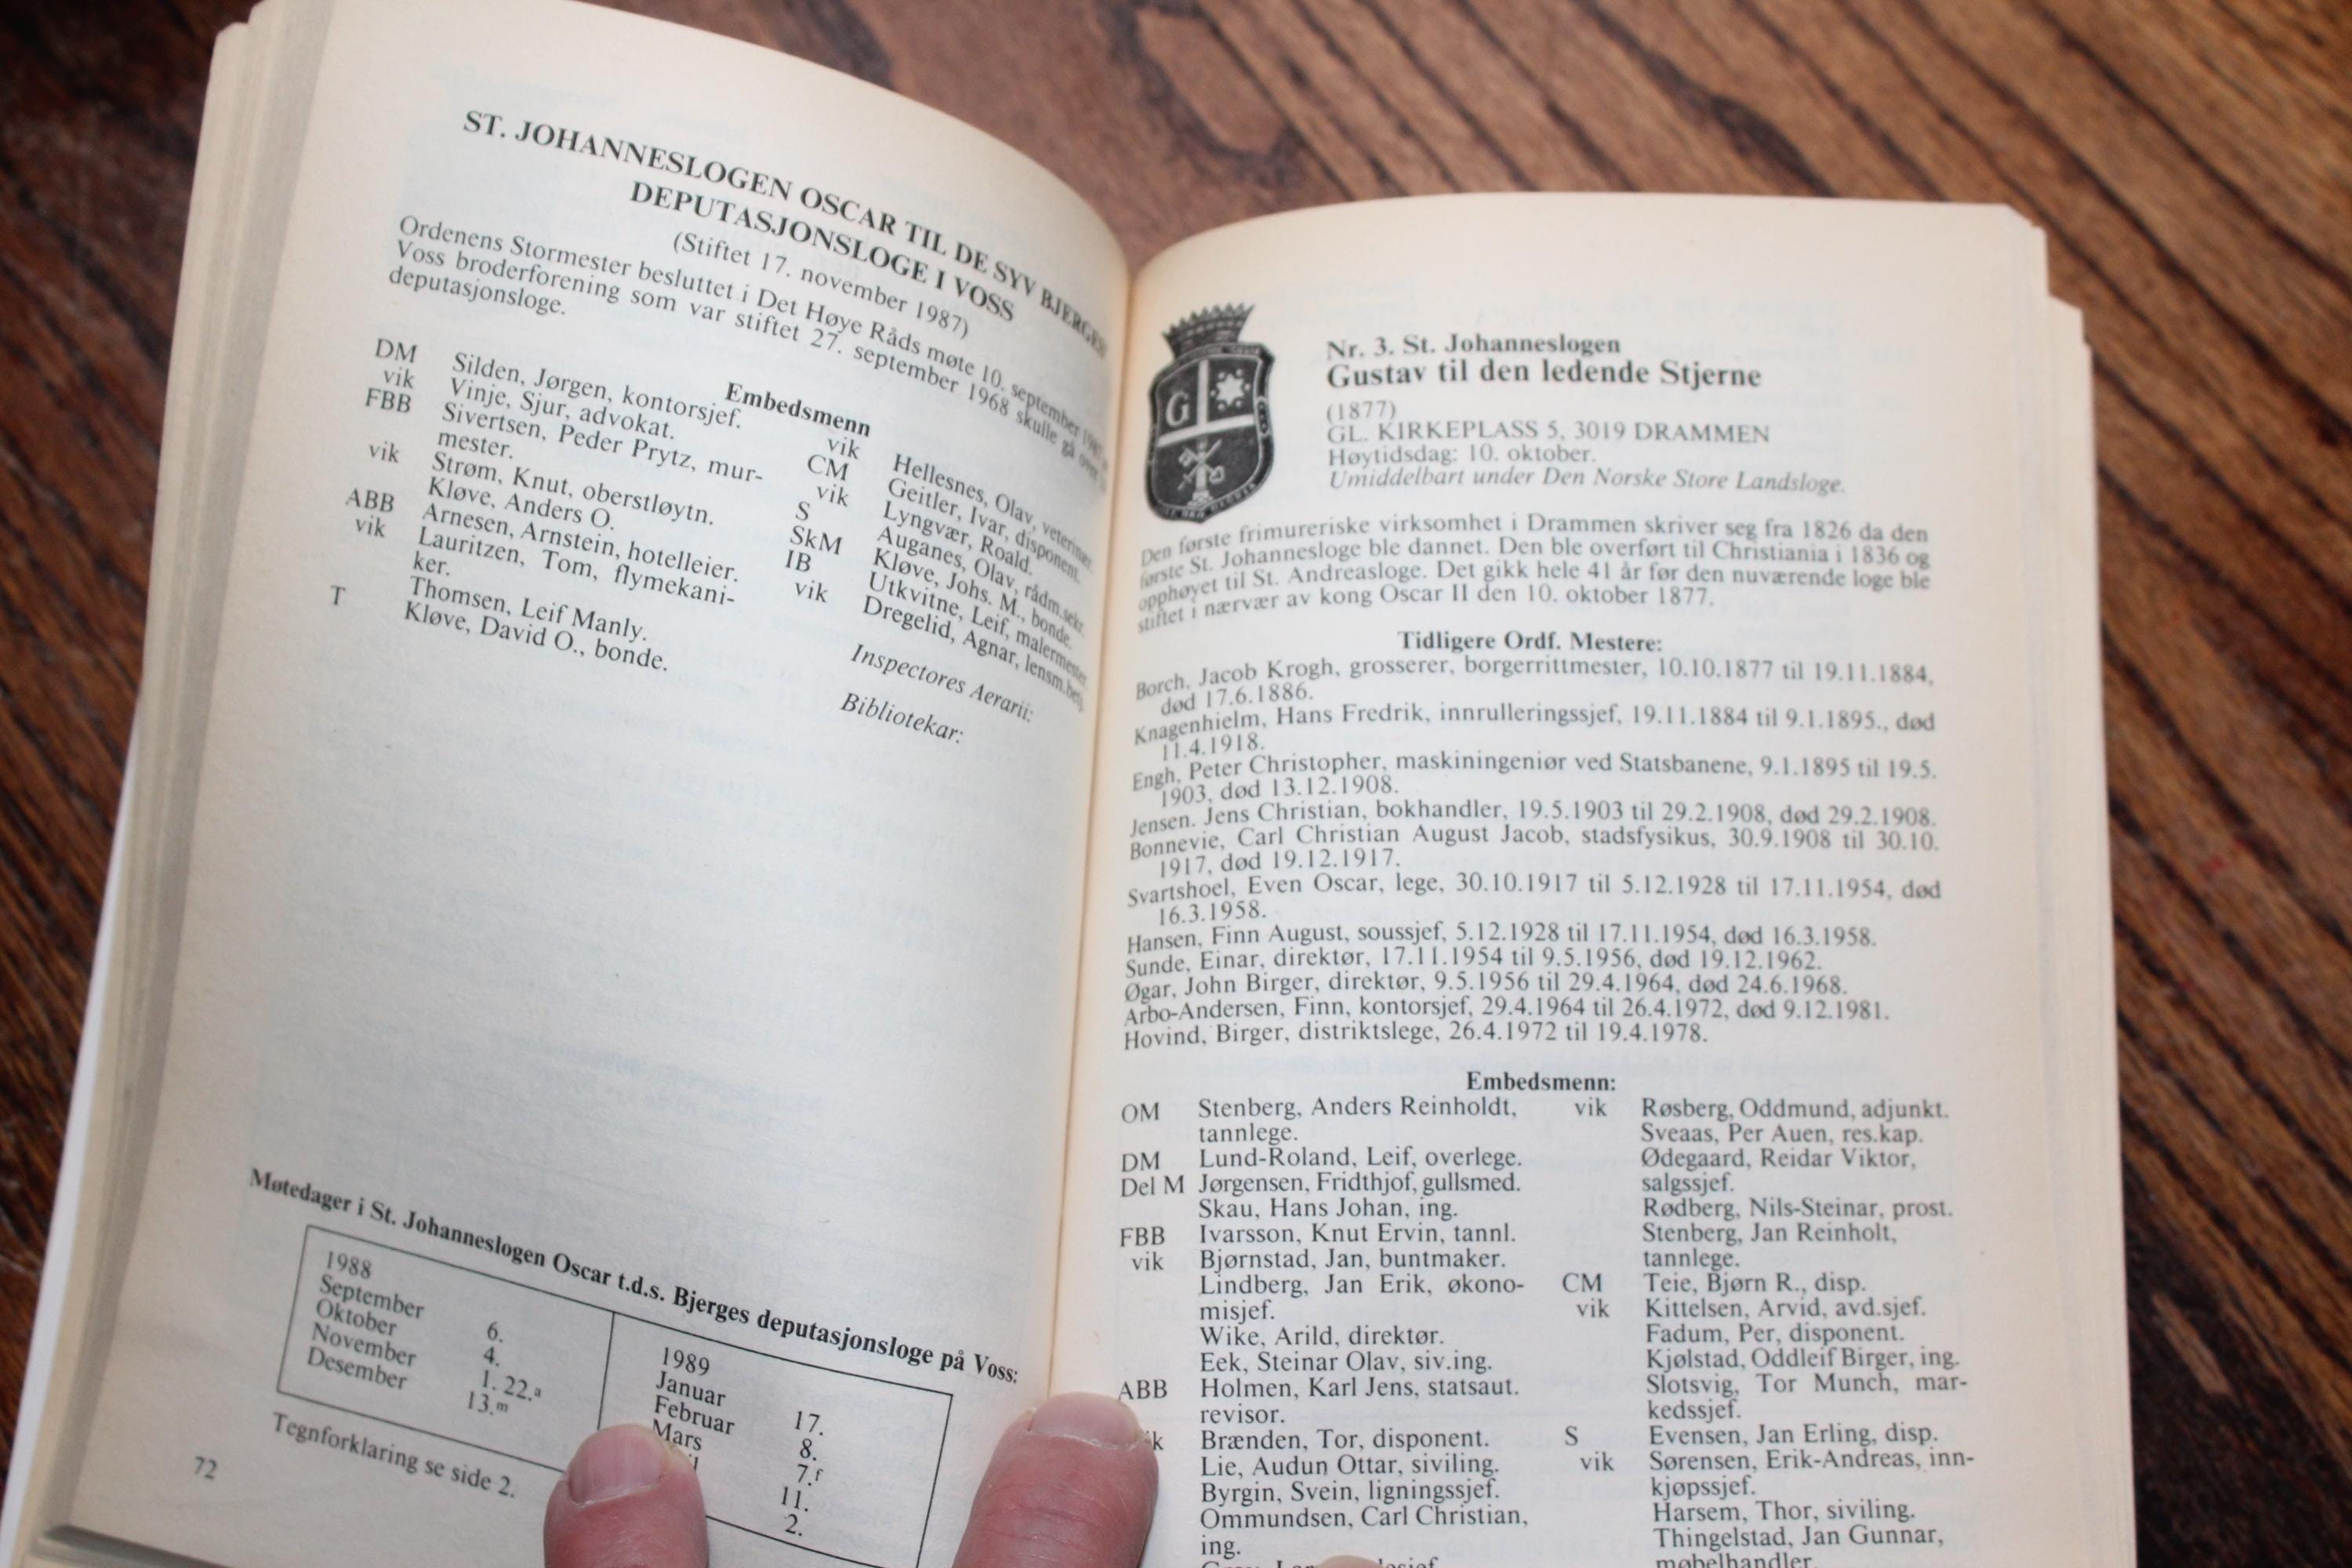 ST. JOHANNESLOGEN OSCAR TIL DE SYV BJERGES
DEPUTASJONSLOGE I VOSS
(Stiftet 17. november 1987)
Ordenens Stormester besluttet i Det Høye Råds møte 10. september
Voss broderforening som var stiftet 27. september 1968 skulle gå over
deputasjonsloge.
Embedsmenn
DM Silden, Jørgen, kontorsjef.
vik Vinje, Sjur, advokat.
FBB Sivertsen, Peder Prytz, mur-
mester.
vik Strøm, Knut, oberstløytn.
Kløve, Anders O.
ABB Arnesen, Arnstein, hotelleier.
vik Lauritzen, Tom, flymekani-
ker.
Thomsen, Leif Manly.
T Kløve, David O., bonde.
vik Hellesnes, Olav, veterinær.
CM Geitler, Ivar, disponent.
vik Lyngvær, Roald.
S Auganes, Olav, rådm.sekr.
SkM Kløve, Johs. M., bonde.
IB Utkvitne, Leif, malermester.
vik Dregelid, Agnar, lensm.betj.
Inspectores Aerarii:
Bibliotekar:
Møtedager i St. Johanneslogen Oscar t.d.s. Bjerges deputasjonsloge på Voss:
1988
September 6.
Oktober 4.
November 1. 22.a
Desember 13.m
1989
Januar 17.
Februar 8.
Mars 7.f
11.
2.
Tegnforklaring se side 2.
72
Nr. 3. St. Johanneslogen
Gustav til den ledende Stjerne
(1877)
GL. KIRKEPLASS 5, 3019 DRAMMEN
Høytidsdag: 10. oktober.
Umiddelbart under Den Norske Store Landsloge.
G
Den første frimureriske virksomhet i Drammen skriver seg fra 1826 da den
første St. Johannesloge ble dannet. Den ble overført til Christiania i 1836 og
opphøyet til St. Andreasloge. Det gikk hele 41 år før den nuværende loge ble
stiftet i nærvær av kong Oscar II den 10. oktober 1877.
Tidligere Ordf. Mestere:
Borch, Jacob Krogh, grosserer, borgerrittmester, 10.10.1877 til 19.11.1884,
død 17.6.1886.
Knagenhielm, Hans Fredrik, innrulleringssjef, 19.11.1884 til 9.1.1895., død
11.4.1918.
Engh, Peter Christopher, maskiningeniør ved Statsbanene, 9.1.1895 til 19.5.
1903, død 13.12.1908.
Jensen. Jens Christian, bokhandler, 19.5.1903 til 29.2.1908, død 29.2.1908.
Bonnevie, Carl Christian August Jacob, stadsfysikus, 30.9.1908 til 30.10.
1917, død 19.12.1917.
Svartshoel, Even Oscar, lege, 30.10.1917 til 5.12.1928 til 17.11.1954, død
16.3.1958.
Hansen, Finn August, soussjef, 5.12.1928 til 17.11.1954, død 16.3.1958.
Sunde, Einar, direktør, 17.11.1954 til 9.5.1956, død 19.12.1962.
Øgar, John Birger, direktør, 9.5.1956 til 29.4.1964, død 24.6.1968.
Arbo-Andersen, Finn, kontorsjef, 29.4.1964 til 26.4.1972, død 9.12.1981.
Hovind, Birger, distriktslege, 26.4.1972 til 19.4.1978.
Embedsmenn:
OM Stenberg, Anders Reinholdt,
tannlege.
DM Lund-Roland, Leif, overlege.
Del M Jørgensen, Fridthjof, gullsmed.
Skau, Hans Johan, ing.
FBB Ivarsson, Knut Ervin, tannl.
vik Bjørnstad, Jan, buntmaker.
Lindberg, Jan Erik, økono-
misjef.
Wike, Arild, direktør.
Eek, Steinar Olav, siv.ing.
ABB Holmen, Karl Jens, statsaut.
revisor.
Brænden, Tor, disponent.
Lie, Audun Ottar, siviling.
Byrgin, Svein, ligningssjef.
Ommundsen, Carl Christian,
ing.
vik Røsberg, Oddmund, adjunkt.
Sveaas, Per Auen, res.kap.
Ødegaard, Reidar Viktor,
salgssjef.
Rødberg, Nils-Steinar, prost.
Stenberg, Jan Reinholt,
tannlege.
CM Teie, Bjørn R., disp.
vik Kittelsen, Arvid, avd.sjef.
Fadum, Per, disponent.
Kjølstad, Oddleif Birger, ing.
Slotsvig, Tor Munch, mar-
kedssjef.
S Evensen, Jan Erling, disp.
vik Sørensen, Erik-Andreas, inn-
kjøpssjef.
Harsem, Thor, siviling.
Thingelstad, Jan Gunnar,
møbelhandler.